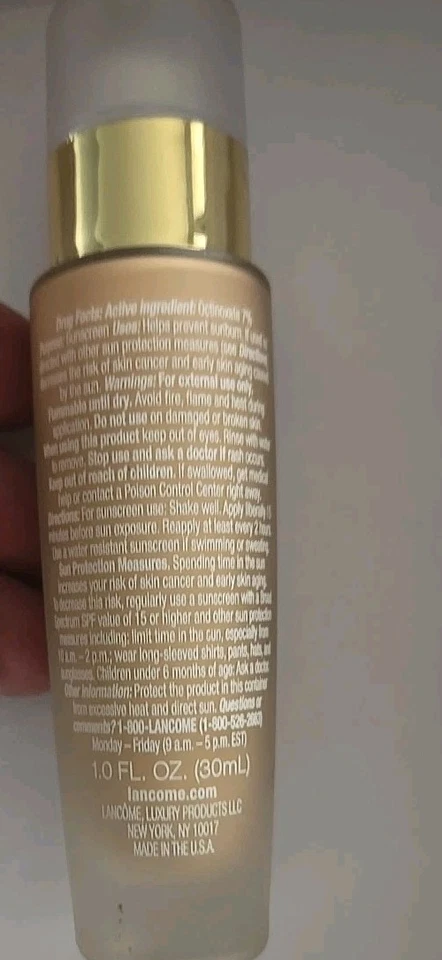 Drug Facts: Active Ingredient: Octinoxate 7%
Purpose: Sunscreen Uses: Helps prevent sunburn. If used as
directed with other sun protection measures (see Directions),
decreases the risk of skin cancer and early skin aging caused
by the sun. Warnings: For external use only.
Flammable until dry. Avoid fire, flame and heat during
application. Do not use on damaged or broken skin.
When using this product keep out of eyes. Rinse with water
to remove. Stop use and ask a doctor if rash occurs.
Keep out of reach of children. If swallowed, get medical
help or contact a Poison Control Center right away.
Directions: For sunscreen use: Shake well. Apply liberally 15
minutes before sun exposure. Reapply at least every 2 hours.
Use a water resistant sunscreen if swimming or sweating.
Sun Protection Measures. Spending time in the sun
increases your risk of skin cancer and early skin aging.
To decrease this risk, regularly use a sunscreen with a Broad
Spectrum SPF value of 15 or higher and other sun protection
measures including: limit time in the sun, especially from
10 a.m. – 2 p.m.; wear long-sleeved shirts, pants, hats, and
sunglasses. Children under 6 months of age: Ask a doctor.
Other Information: Protect the product in this container
from excessive heat and direct sun. Questions or
comments? 1-800-LANCOME (1-800-526-2663)
Monday – Friday (9 a.m. – 5 p.m. EST)
1.0 FL. OZ. (30mL)
lancome.com
LANCÔME, LUXURY PRODUCTS LLC
NEW YORK, NY 10017
MADE IN THE U.S.A.